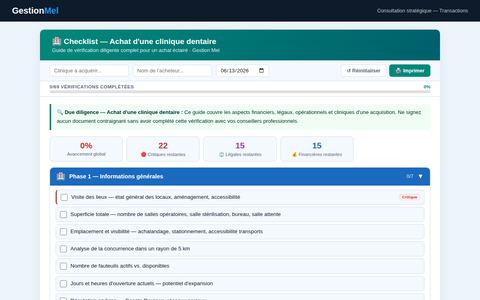 GestionMel
Consultation stratégique — Transactions
🏥 Checklist — Achat d'une clinique dentaire
Guide de vérification diligente complet pour un achat éclairé · Gestion Mel
Clinique à acquérir...
Nom de l'acheteur...
06/13/2026
↺ Réinitialiser
🖨 Imprimer
0/69 VÉRIFICATIONS COMPLÉTÉES
0%
🔍 Due diligence — Achat d'une clinique dentaire : Ce guide couvre les aspects financiers, légaux, opérationnels et cliniques d'une acquisition. Ne signez
aucun document contraignant sans avoir complété cette vérification avec vos conseillers professionnels.
0%
Avancement global
22
🔴 Critiques restantes
15
⚖️ Légales restantes
15
💰 Financières restantes
🏥 Phase 1 — Informations générales
0/7 ▼
Visite des lieux — état général des locaux, aménagement, accessibilité
Critique
Superficie totale — nombre de salles opératoires, salle stérilisation, bureau, salle attente
Emplacement et visibilité — achalandage, stationnement, accessibilité transports
Analyse de la concurrence dans un rayon de 5 km
Nombre de fauteuils actifs vs. disponibles
Jours et heures d'ouverture actuels — potentiel d'expansion